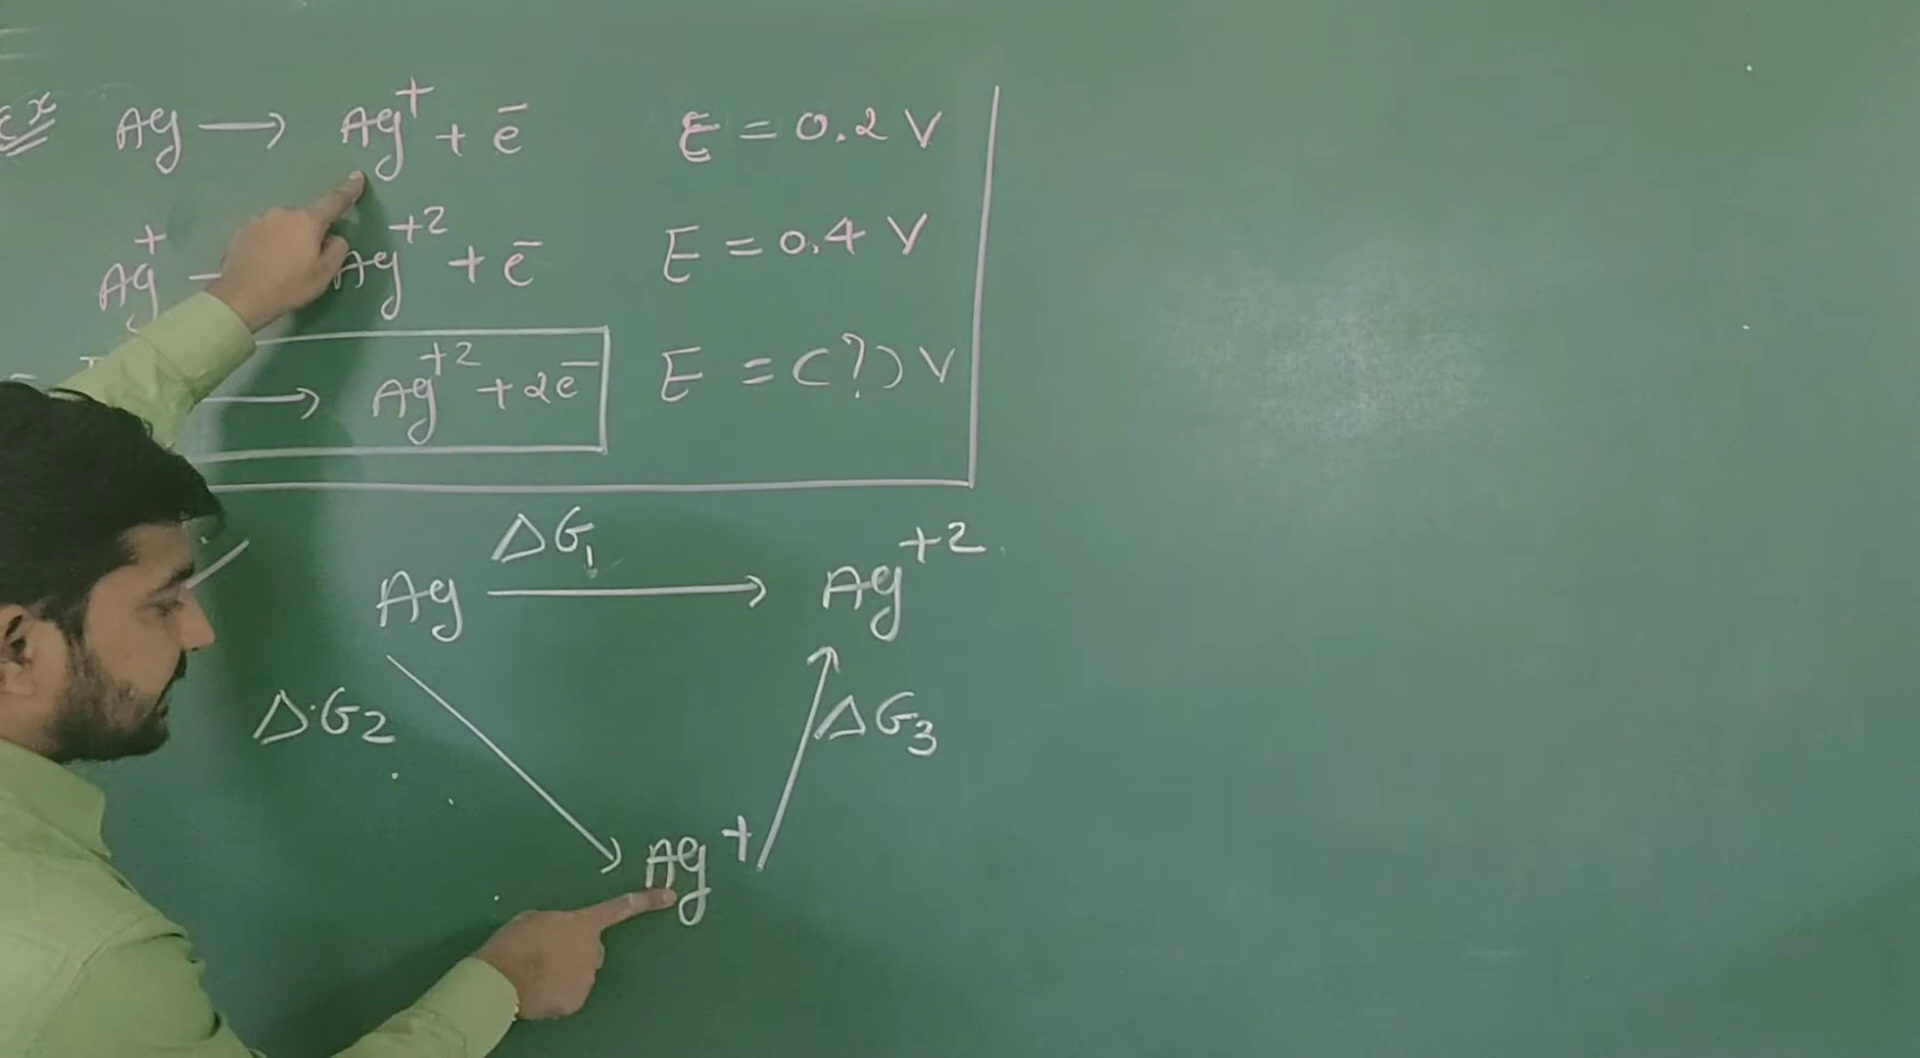 Ex Ag → Ag⁺ + e⁻ E = 0.2 V
Ag⁺ Ag⁺² + e⁻ E = 0.4 V
→ Ag⁺² + 2e⁻ E = (?) V
ΔG₁
Ag → Ag⁺²
ΔG₂ ΔG₃
Ag⁺